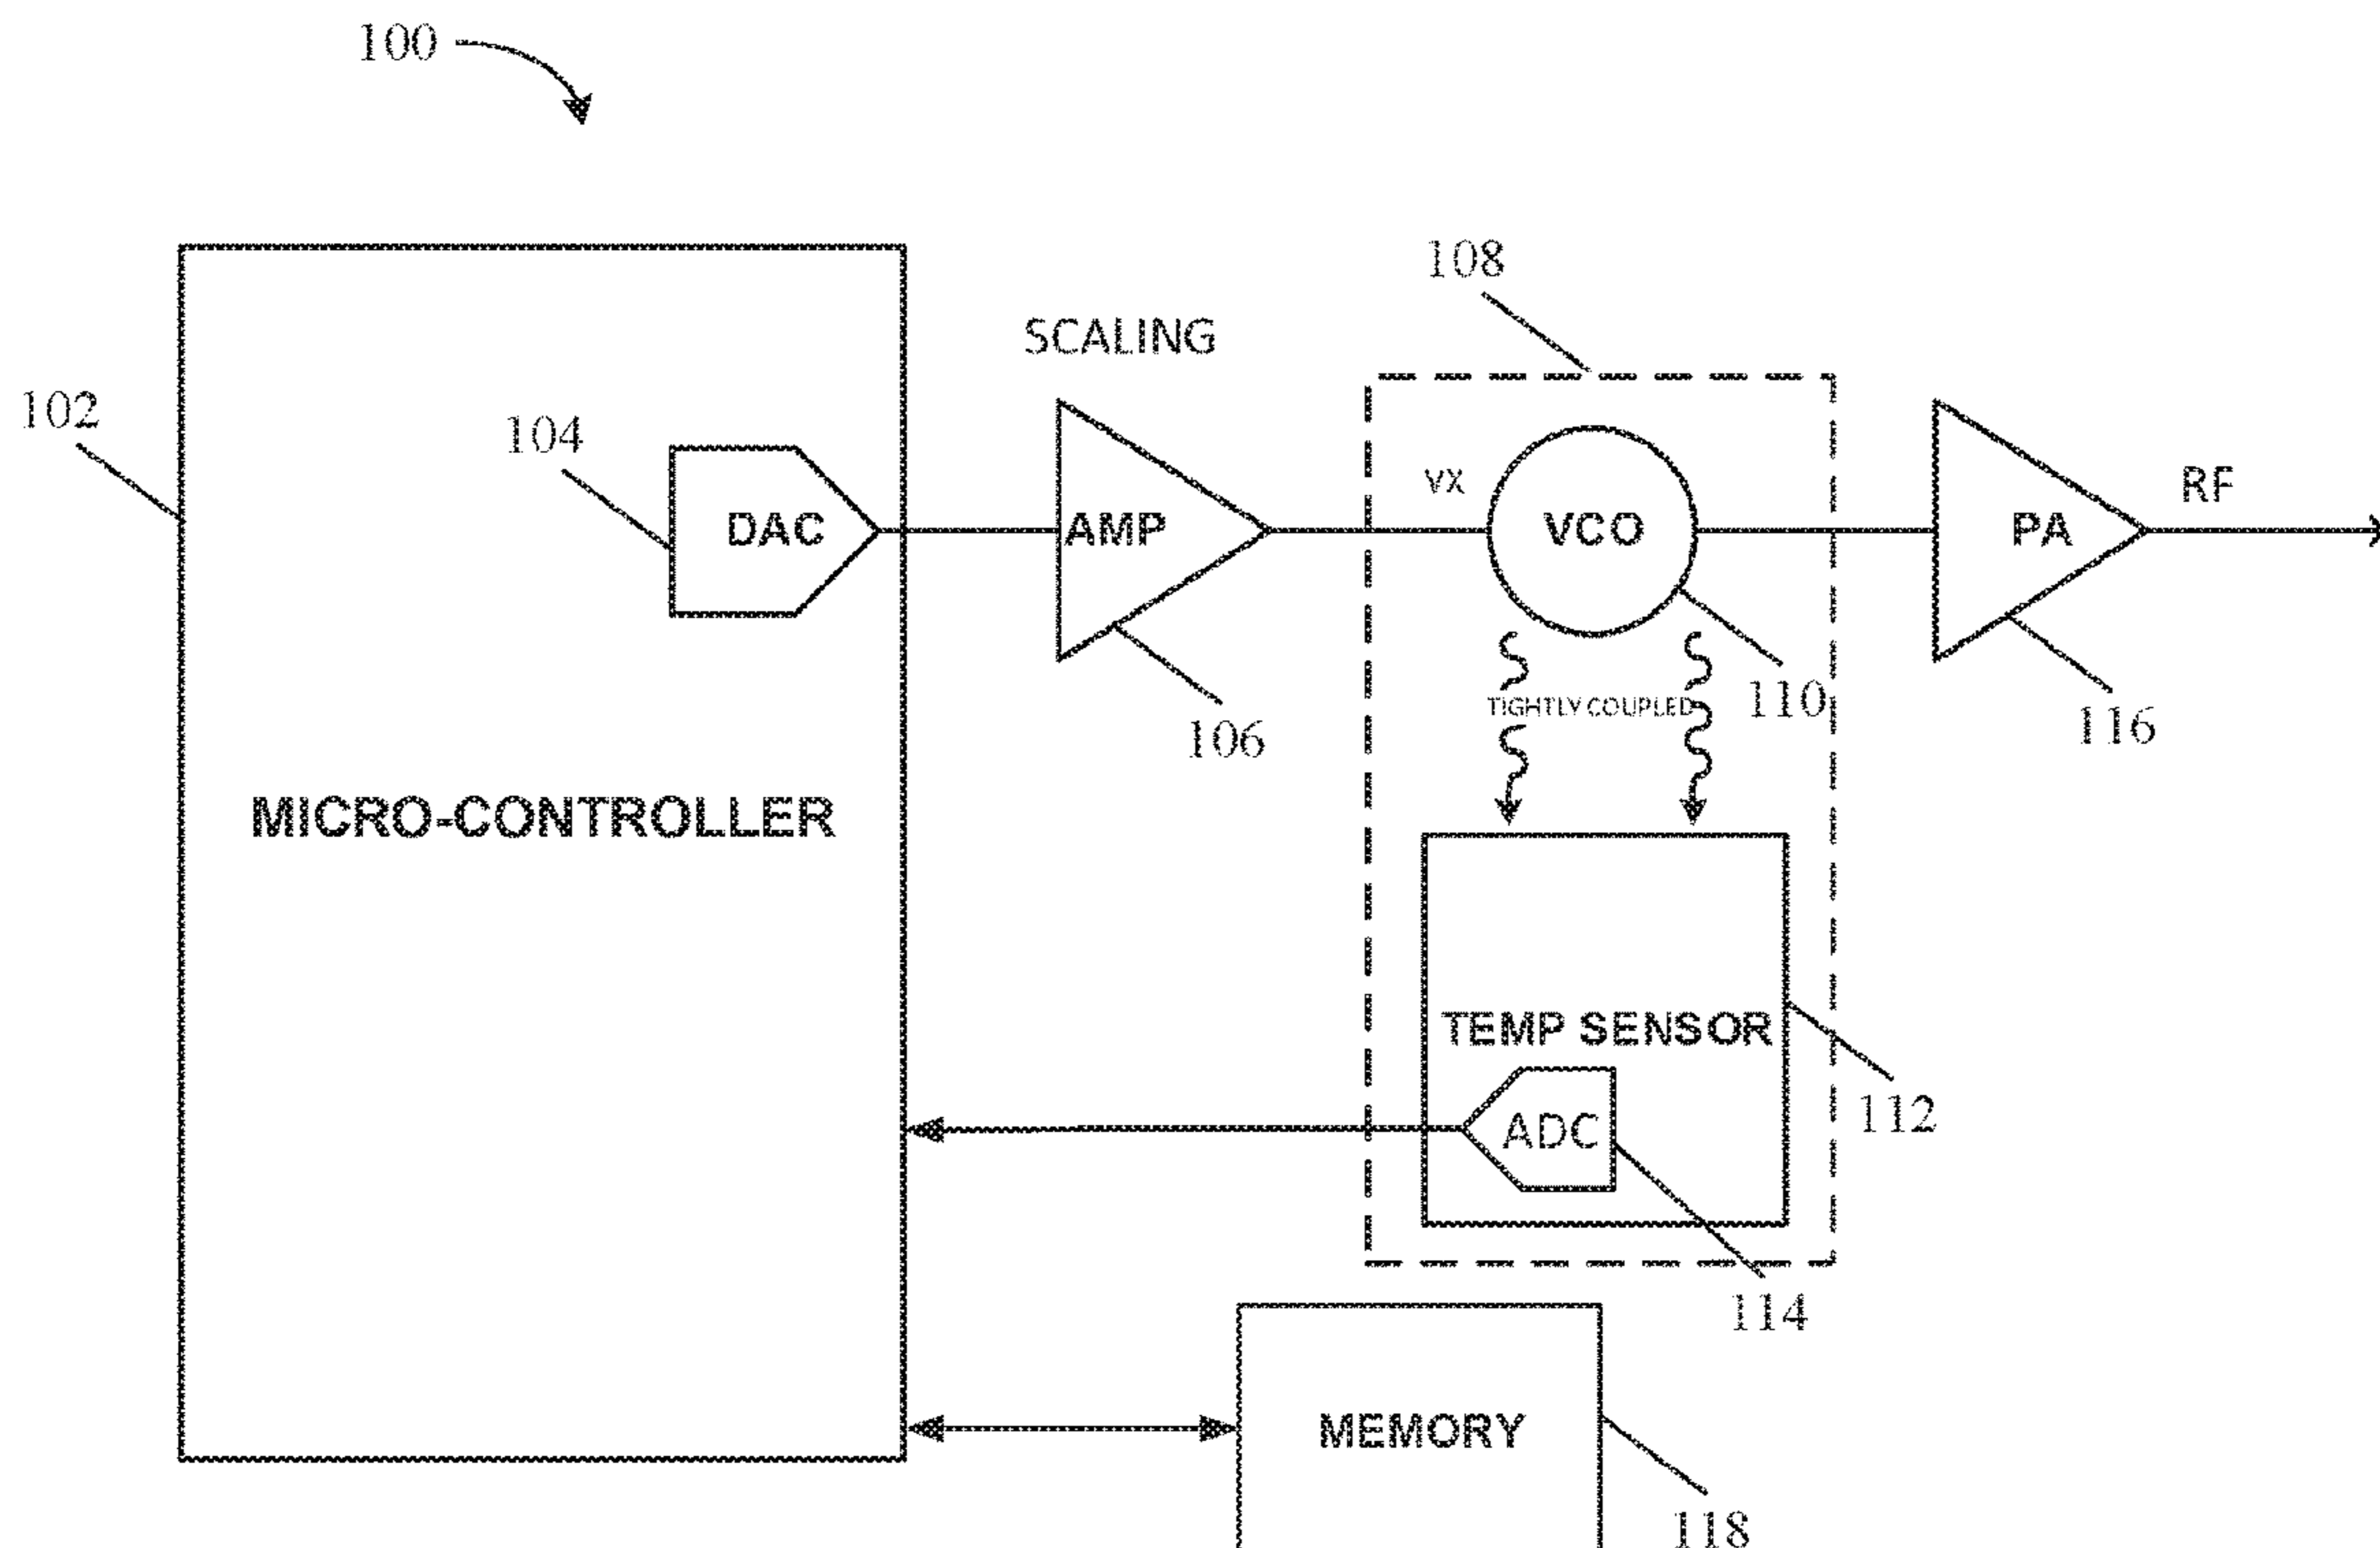 100
108
SCALING
102
104
VX
RF
DAC
AMP
VCO
PA
TIGHTLY COUPLED
110
106
116
MICRO-CONTROLLER
TEMP SENSOR
ADC
112
114
MEMORY
118